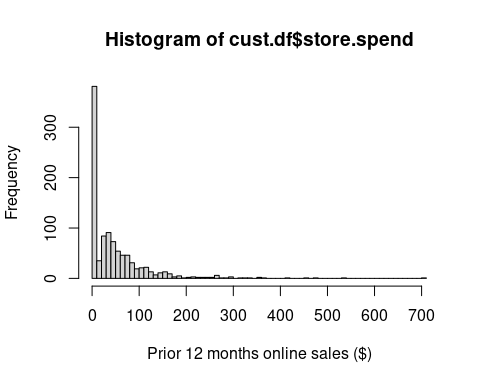 Histogram of cust.df$store.spend
Frequency
300
200
100
0
0 100 200 300 400 500 600 700
Prior 12 months online sales ($)